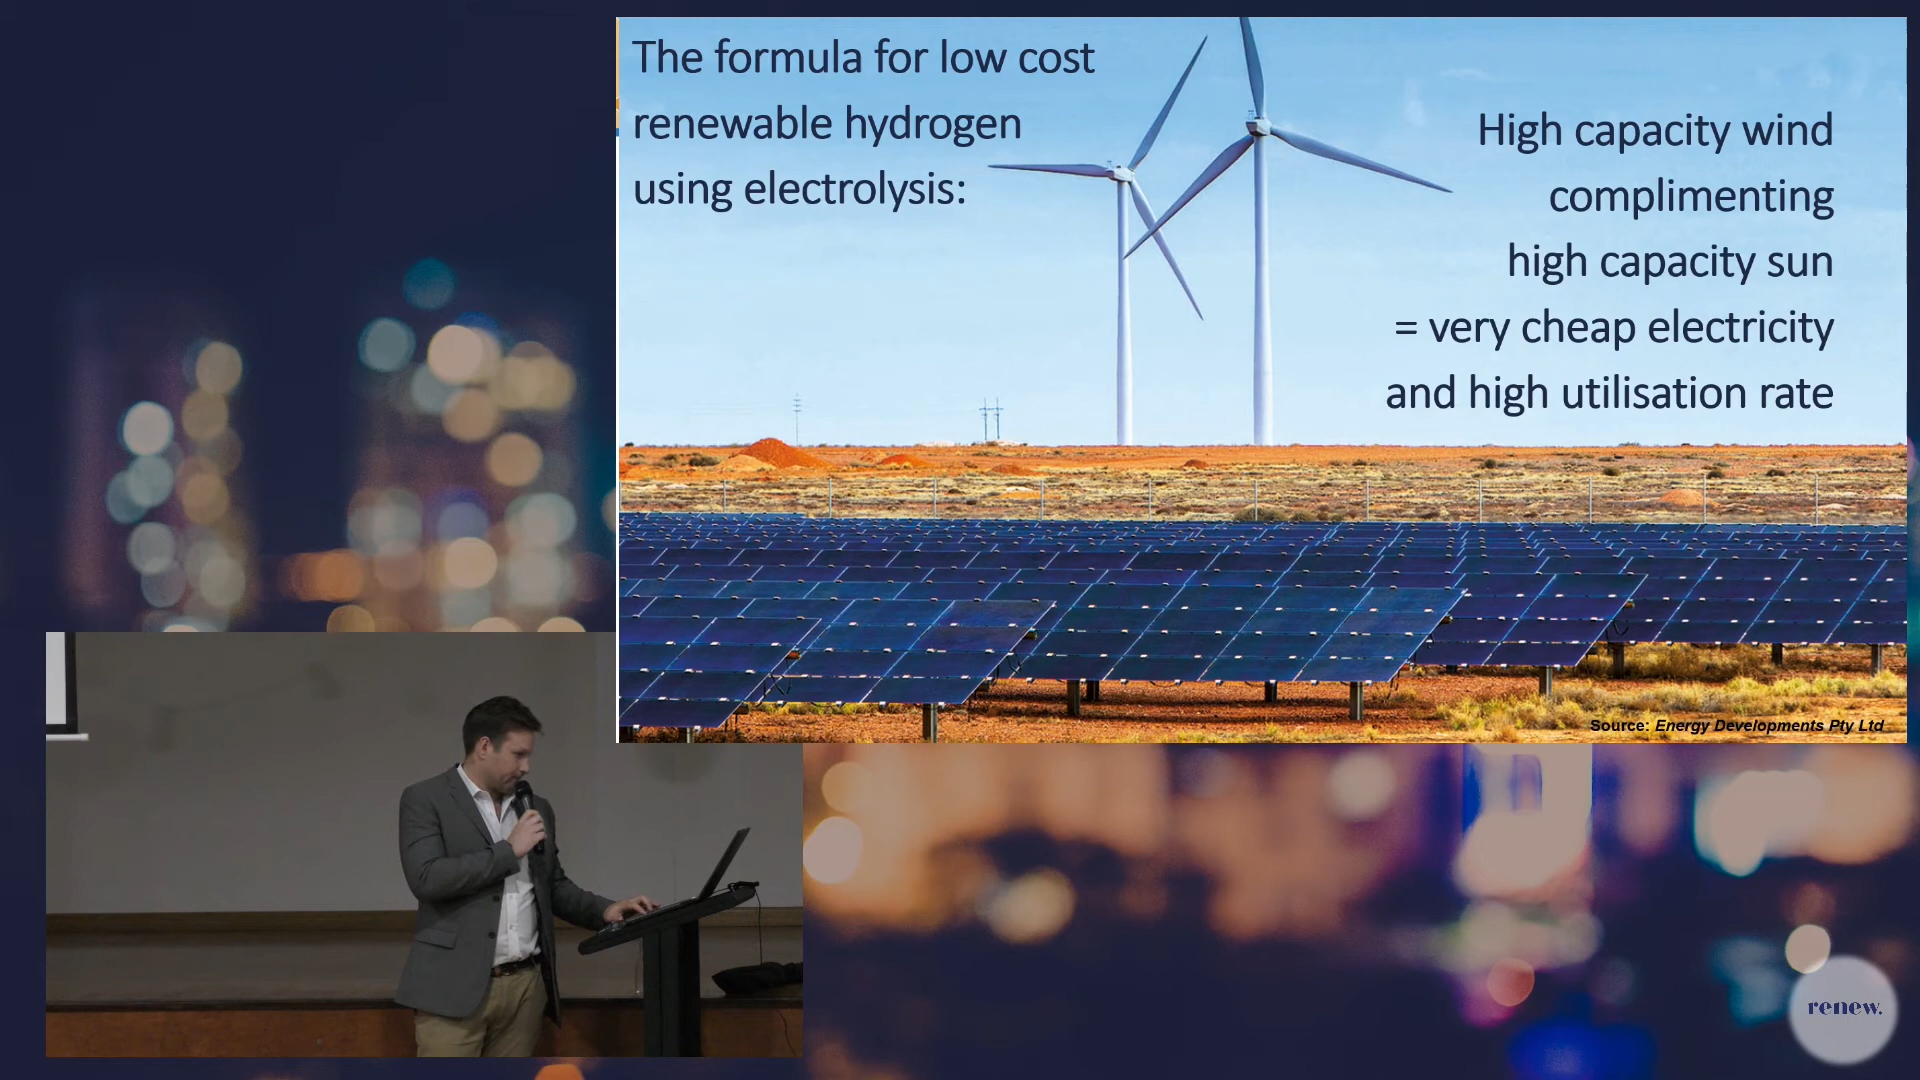 The formula for low cost
renewable hydrogen
using electrolysis:
High capacity wind
complimenting
high capacity sun
= very cheap electricity
and high utilisation rate
Source: Energy Developments Pty Ltd
renew.